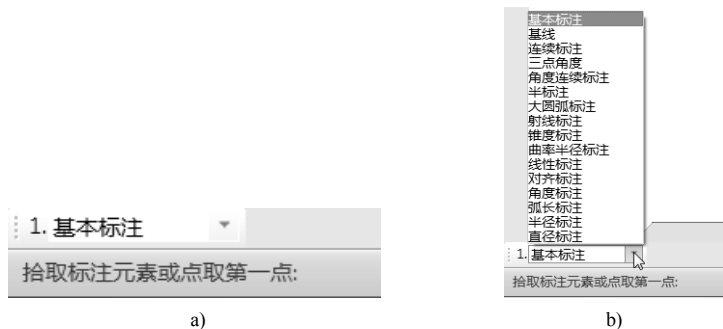 1. 基本标注
拾取标注元素或点取第一点:
a)
基本标注
基线
连续标注
三点角度
角度连续标注
半标注
大圆弧标注
射线标注
锥度标注
曲率半径标注
线性标注
对齐标注
角度标注
弧长标注
半径标注
直径标注
1. 基本标注
拾取标注元素或点取第一点:
b)